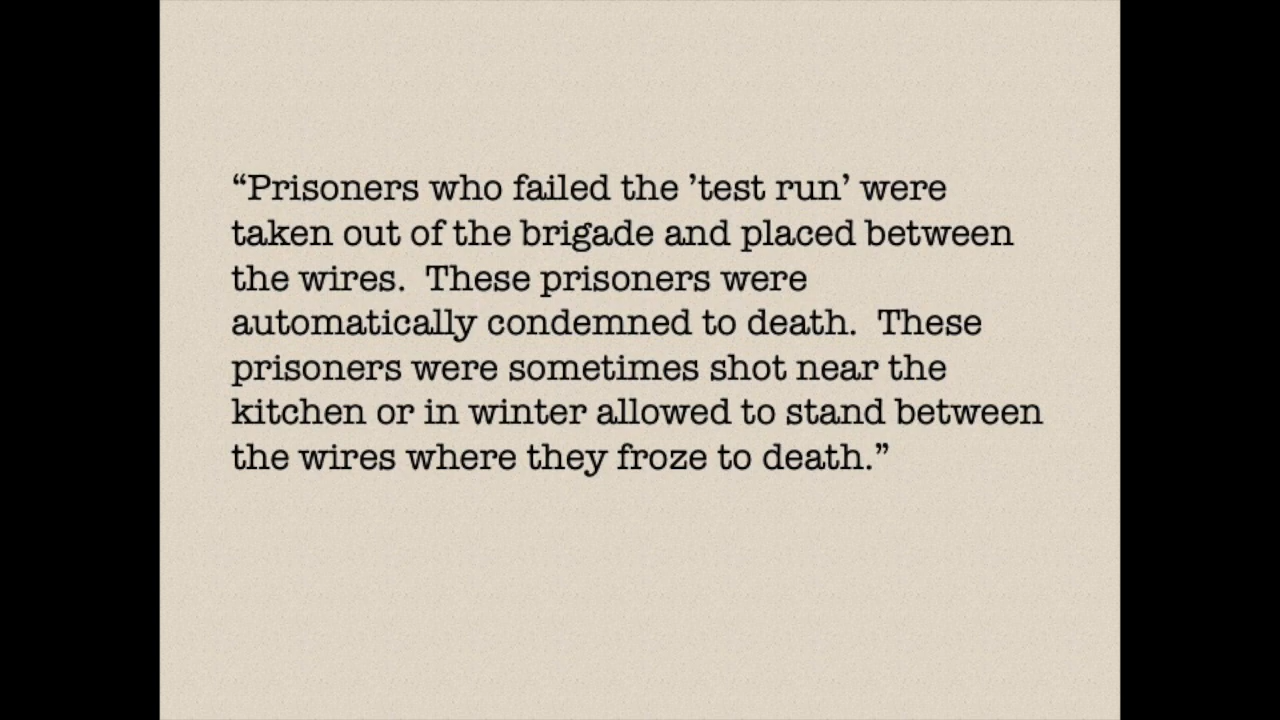 “Prisoners who failed the ’test run’ were
taken out of the brigade and placed between
the wires.  These prisoners were
automatically condemned to death.  These
prisoners were sometimes shot near the
kitchen or in winter allowed to stand between
the wires where they froze to death.”